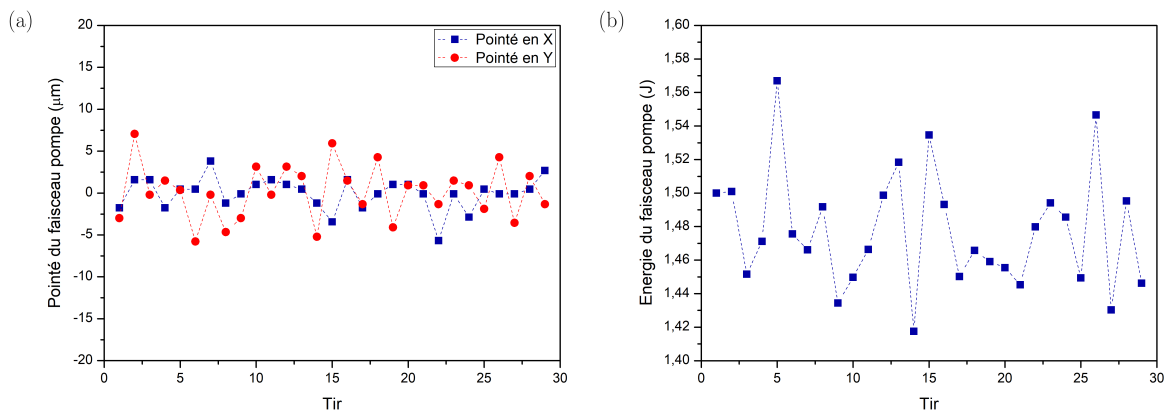 (a)
20
15
10
5
0
-5
-10
-15
-20
Pointé du faisceau pompe (μm)
Pointé en X
Pointé en Y
0 5 10 15 20 25 30
Tir
(b)
1,60
1,58
1,56
1,54
1,52
1,50
1,48
1,46
1,44
1,42
1,40
Energie du faisceau pompe (J)
0 5 10 15 20 25 30
Tir